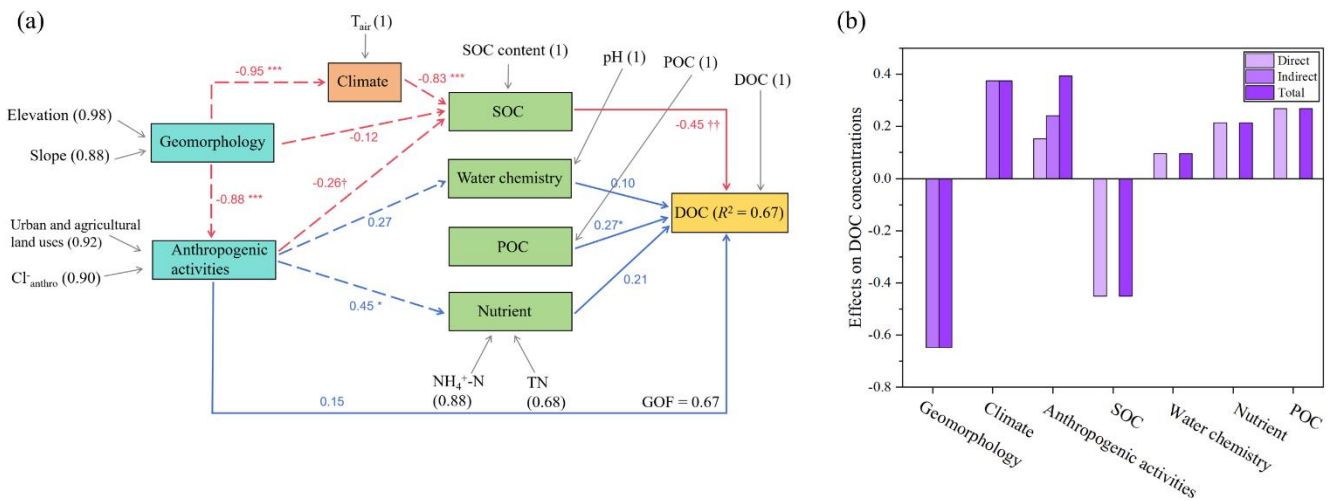 (a)
T_air (1)
SOC content (1)
pH (1)
POC (1)
DOC (1)
-0.95 ***
Climate
-0.83 ***
SOC
-0.45 ††
Elevation (0.98)
Slope (0.88)
Geomorphology
-0.12
-0.26†
-0.88 ***
Water chemistry
0.10
0.27
DOC (R² = 0.67)
Urban and agricultural
land uses (0.92)
Cl⁻anthro (0.90)
Anthropogenic
activities
POC
0.27*
0.21
0.45 *
Nutrient
NH₄⁺-N
(0.88)
TN
(0.68)
0.15
GOF = 0.67
(b)
Effects on DOC concentrations
0.4
0.2
0.0
-0.2
-0.4
-0.6
-0.8
Direct
Indirect
Total
Geomorphology
Climate
Anthropogenic activities
SOC
Water chemistry
Nutrient
POC